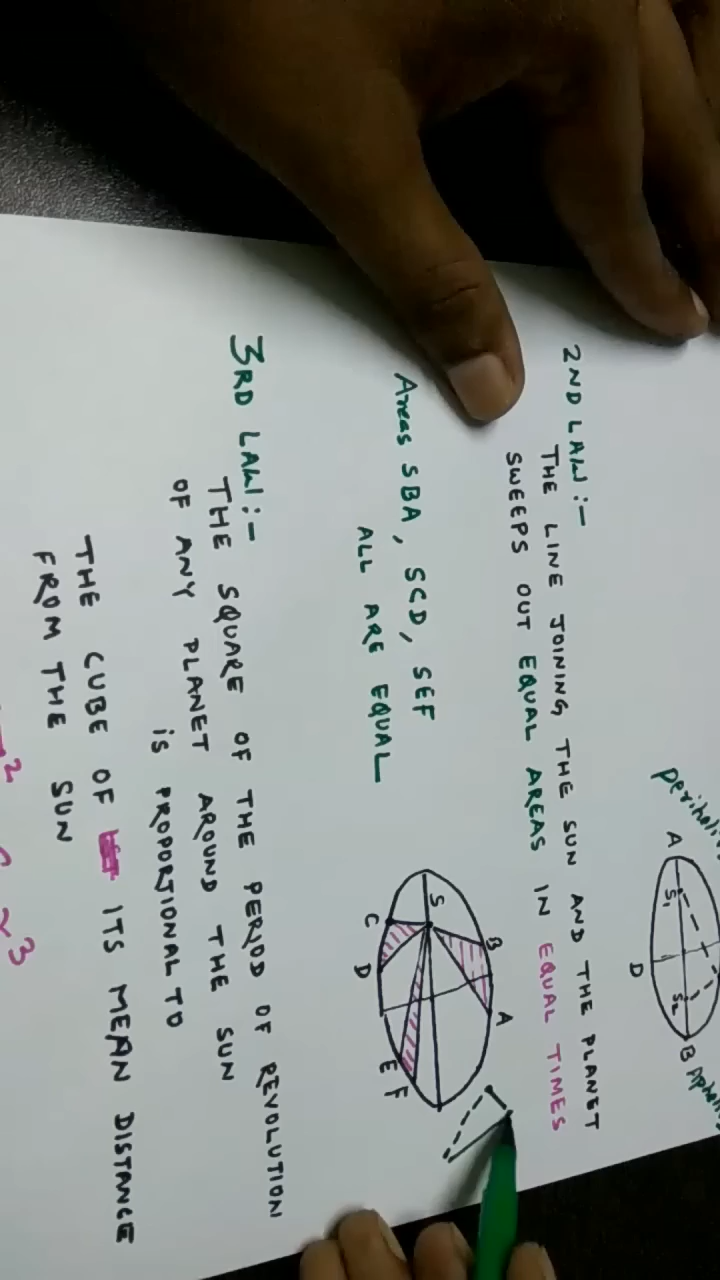 A
S1
S2
B
D
2ND LAW :-
THE LINE JOINING THE SUN AND THE PLANET
SWEEPS OUT EQUAL AREAS IN EQUAL TIMES
Areas SBA, SCD, SEF
ALL ARE EQUAL
S
B
A
C
D
E
F
3RD LAW :-
THE SQUARE OF THE PERIOD OF REVOLUTION
OF ANY PLANET AROUND THE SUN
is PROPORTIONAL TO
THE CUBE OF ITS MEAN DISTANCE
FROM THE SUN